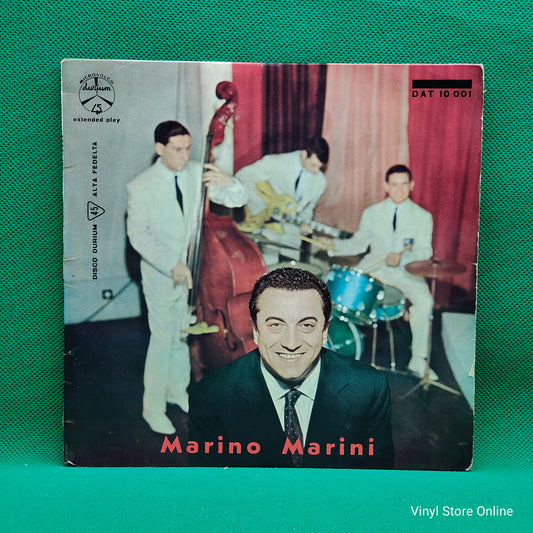 MICROSOLCO
durium
45
extended play
DAT 10 001
DISCO DURIUM 45 ALTA FEDELTA
Marino Marini
Vinyl Store Online